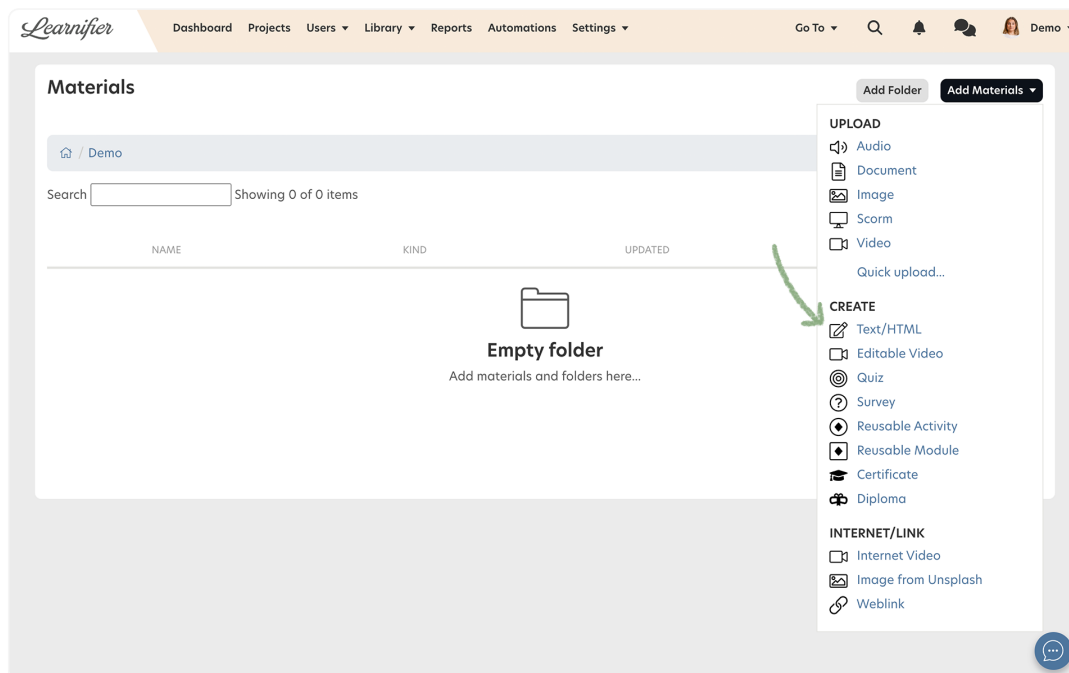 Learnifier Dashboard Projects Users Library Reports Automations Settings Go To Demo
Materials
Add Folder Add Materials
/ Demo
Search Showing 0 of 0 items
NAME KIND UPDATED
Empty folder
Add materials and folders here...
UPLOAD
Audio
Document
Image
Scorm
Video
Quick upload...
CREATE
Text/HTML
Editable Video
Quiz
Survey
Reusable Activity
Reusable Module
Certificate
Diploma
INTERNET/LINK
Internet Video
Image from Unsplash
Weblink